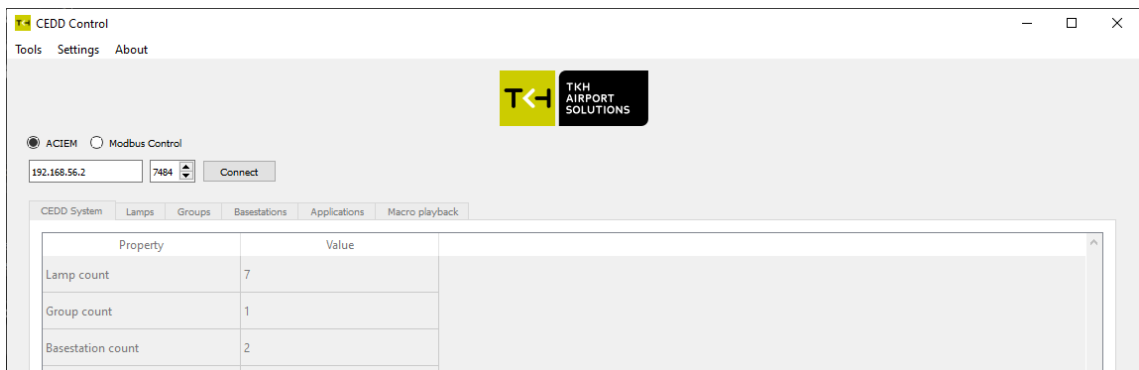 CEDD Control
Tools Settings About
TKH
TKH
AIRPORT
SOLUTIONS
ACIEM Modbus Control
192.168.56.2 7484 Connect
CEDD System Lamps Groups Basestations Applications Macro playback
Property Value
Lamp count 7
Group count 1
Basestation count 2